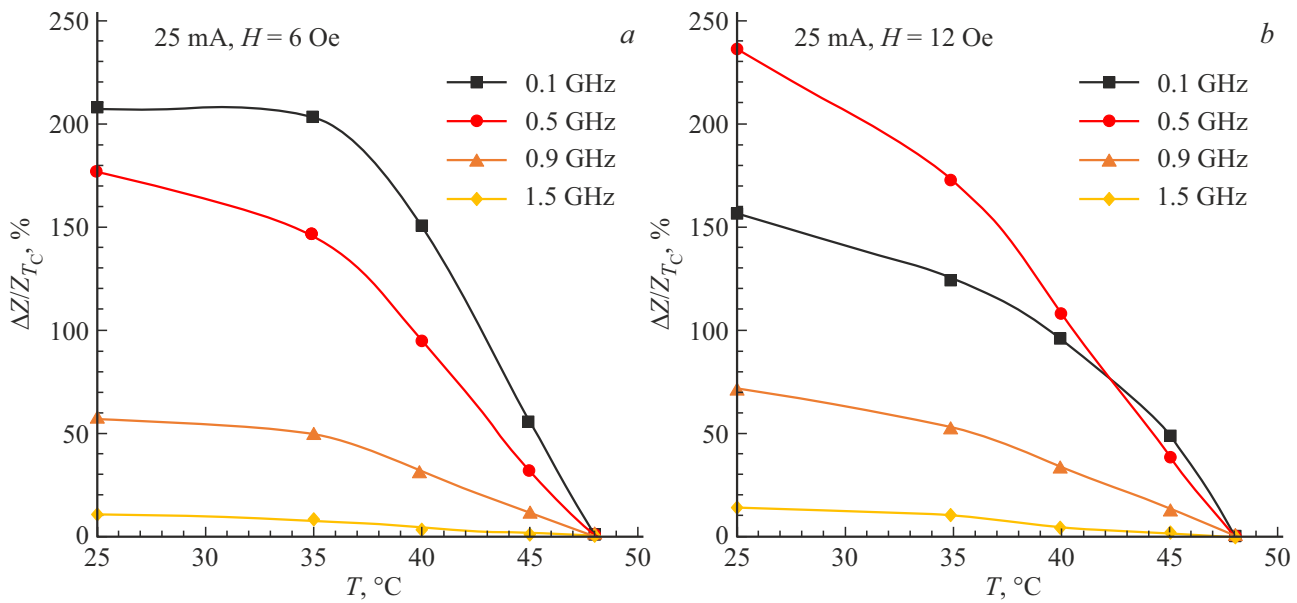 25 mA, H = 6 Oe
a
0.1 GHz
0.5 GHz
0.9 GHz
1.5 GHz
250
200
150
100
50
0
ΔZ/Z_{T_C}, %
25
30
35
40
45
50
T, °C
25 mA, H = 12 Oe
b
0.1 GHz
0.5 GHz
0.9 GHz
1.5 GHz
250
200
150
100
50
0
ΔZ/Z_{T_C}, %
25
30
35
40
45
50
T, °C